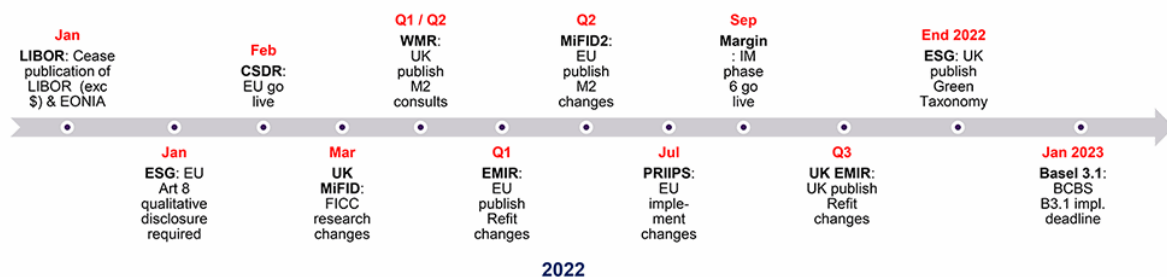 Jan
LIBOR: Cease
publication of
LIBOR (exc
$) & EONIA
Jan
ESG: EU
Art 8
qualitative
disclosure
required
Feb
CSDR:
EU go
live
Mar
UK
MiFID:
FICC
research
changes
Q1 / Q2
WMR:
UK
publish
M2
consults
Q1
EMIR:
EU
publish
Refit
changes
Q2
MiFID2:
EU
publish
M2
changes
Jul
PRIIPS:
EU
imple-
ment
changes
Sep
Margin
: IM
phase
6 go
live
Q3
UK EMIR:
UK publish
Refit
changes
End 2022
ESG: UK
publish
Green
Taxonomy
Jan 2023
Basel 3.1:
BCBS
B3.1 impl.
deadline
2022